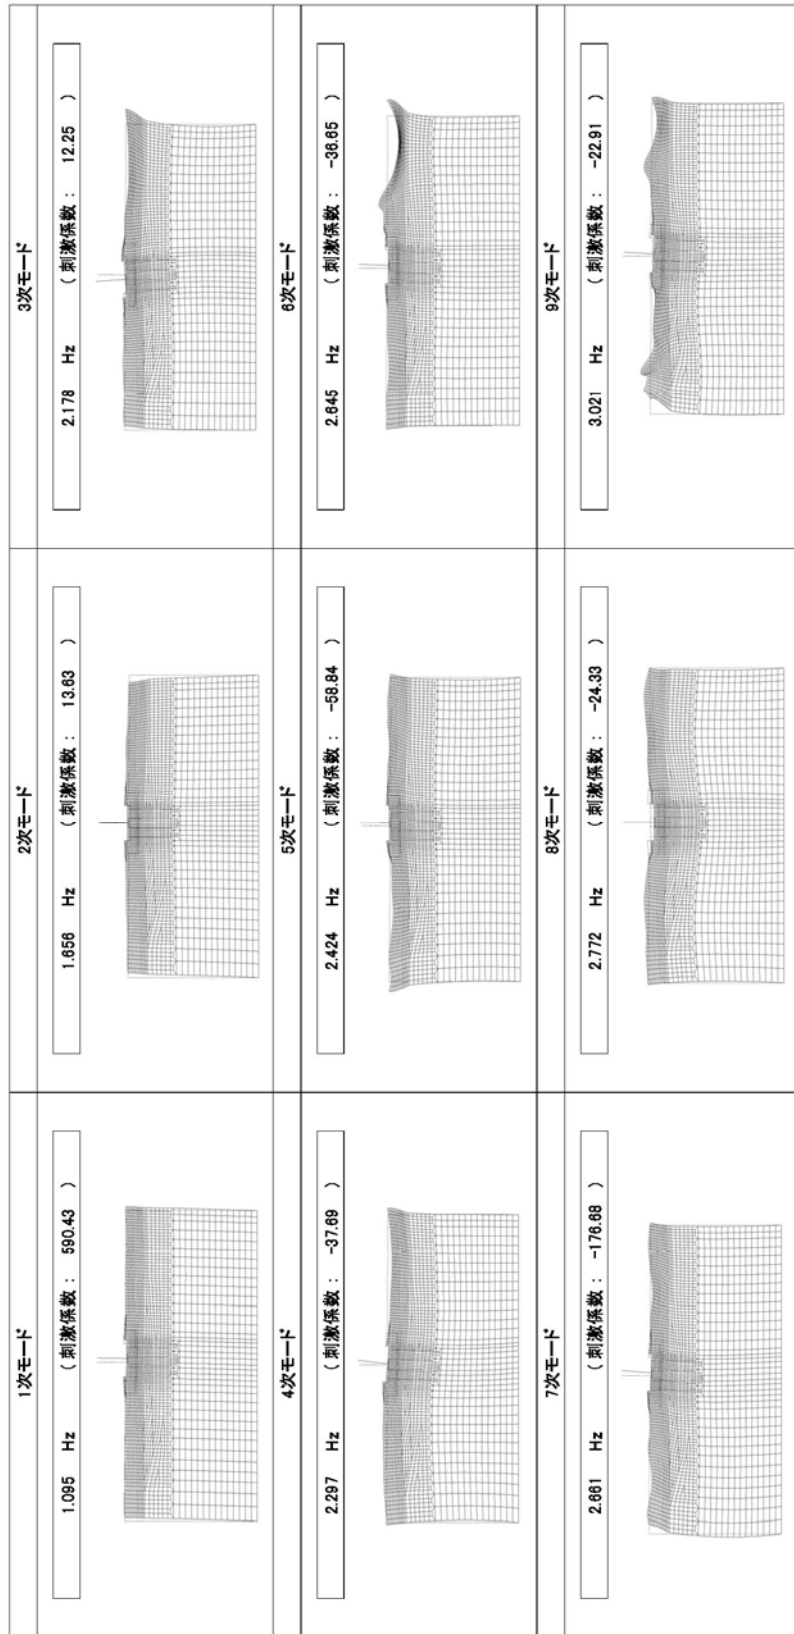 1次モード
1.095 Hz ( 刺激係数 : 590.43 )
2次モード
1.656 Hz ( 刺激係数 : 13.63 )
3次モード
2.178 Hz ( 刺激係数 : 12.25 )
4次モード
2.297 Hz ( 刺激係数 : -37.69 )
5次モード
2.424 Hz ( 刺激係数 : -58.84 )
6次モード
2.645 Hz ( 刺激係数 : -36.65 )
7次モード
2.661 Hz ( 刺激係数 : -176.68 )
8次モード
2.772 Hz ( 刺激係数 : -24.33 )
9次モード
3.021 Hz ( 刺激係数 : -22.91 )